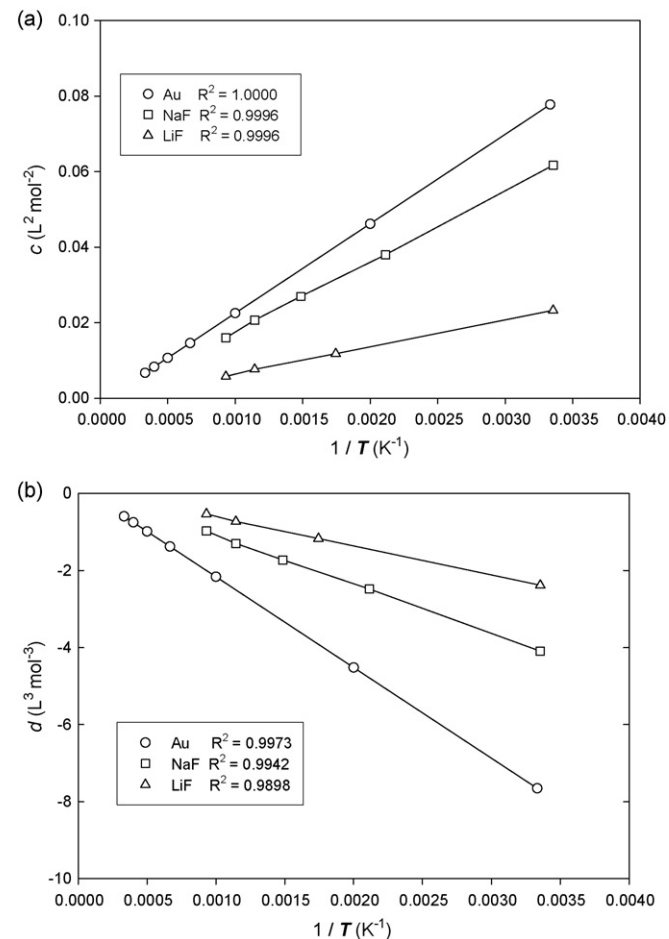 (a)
0.10
0.08
0.06
0.04
0.02
0.00
c (L² mol⁻²)
Au R² = 1.0000
NaF R² = 0.9996
LiF R² = 0.9996
0.0000 0.0005 0.0010 0.0015 0.0020 0.0025 0.0030 0.0035 0.0040
1 / T (K⁻¹)
(b)
0
-2
-4
-6
-8
-10
d (L³ mol⁻³)
Au R² = 0.9973
NaF R² = 0.9942
LiF R² = 0.9898
0.0000 0.0005 0.0010 0.0015 0.0020 0.0025 0.0030 0.0035 0.0040
1 / T (K⁻¹)